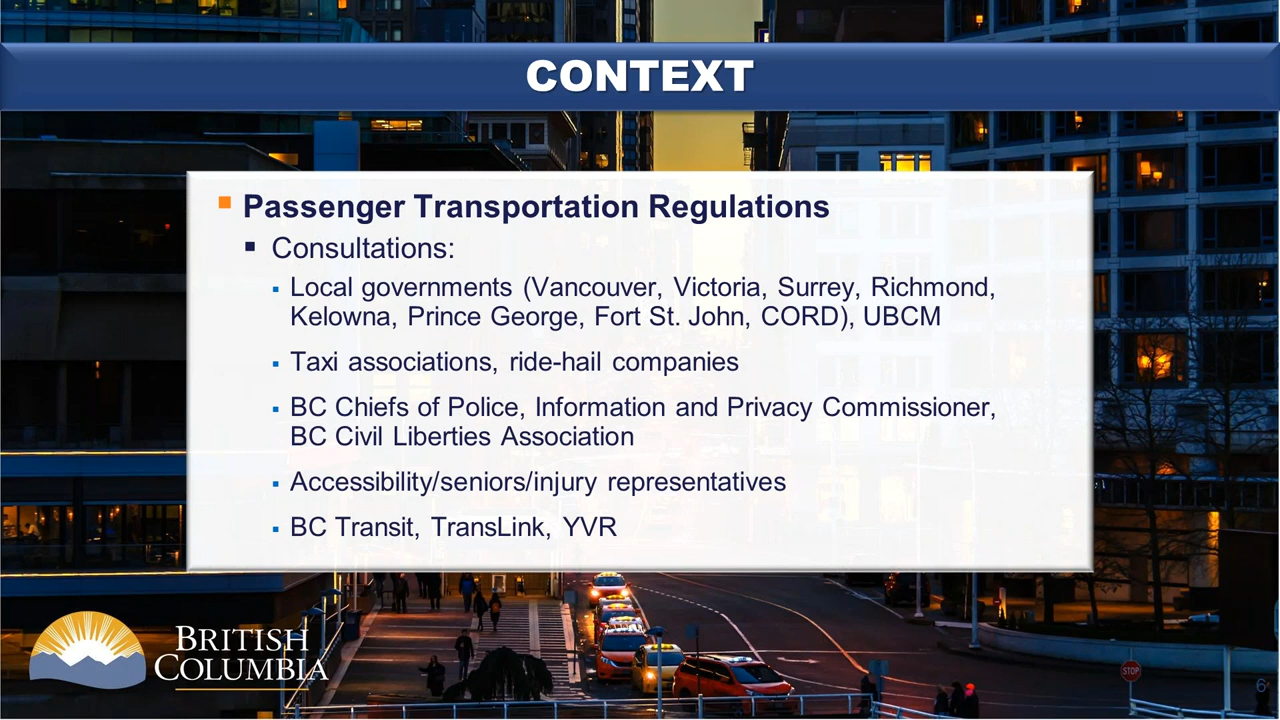 CONTEXT
Passenger Transportation Regulations
Consultations:
Local governments (Vancouver, Victoria, Surrey, Richmond,
Kelowna, Prince George, Fort St. John, CORD), UBCM
Taxi associations, ride-hail companies
BC Chiefs of Police, Information and Privacy Commissioner,
BC Civil Liberties Association
Accessibility/seniors/injury representatives
BC Transit, TransLink, YVR
BRITISH
COLUMBIA
STOP
6